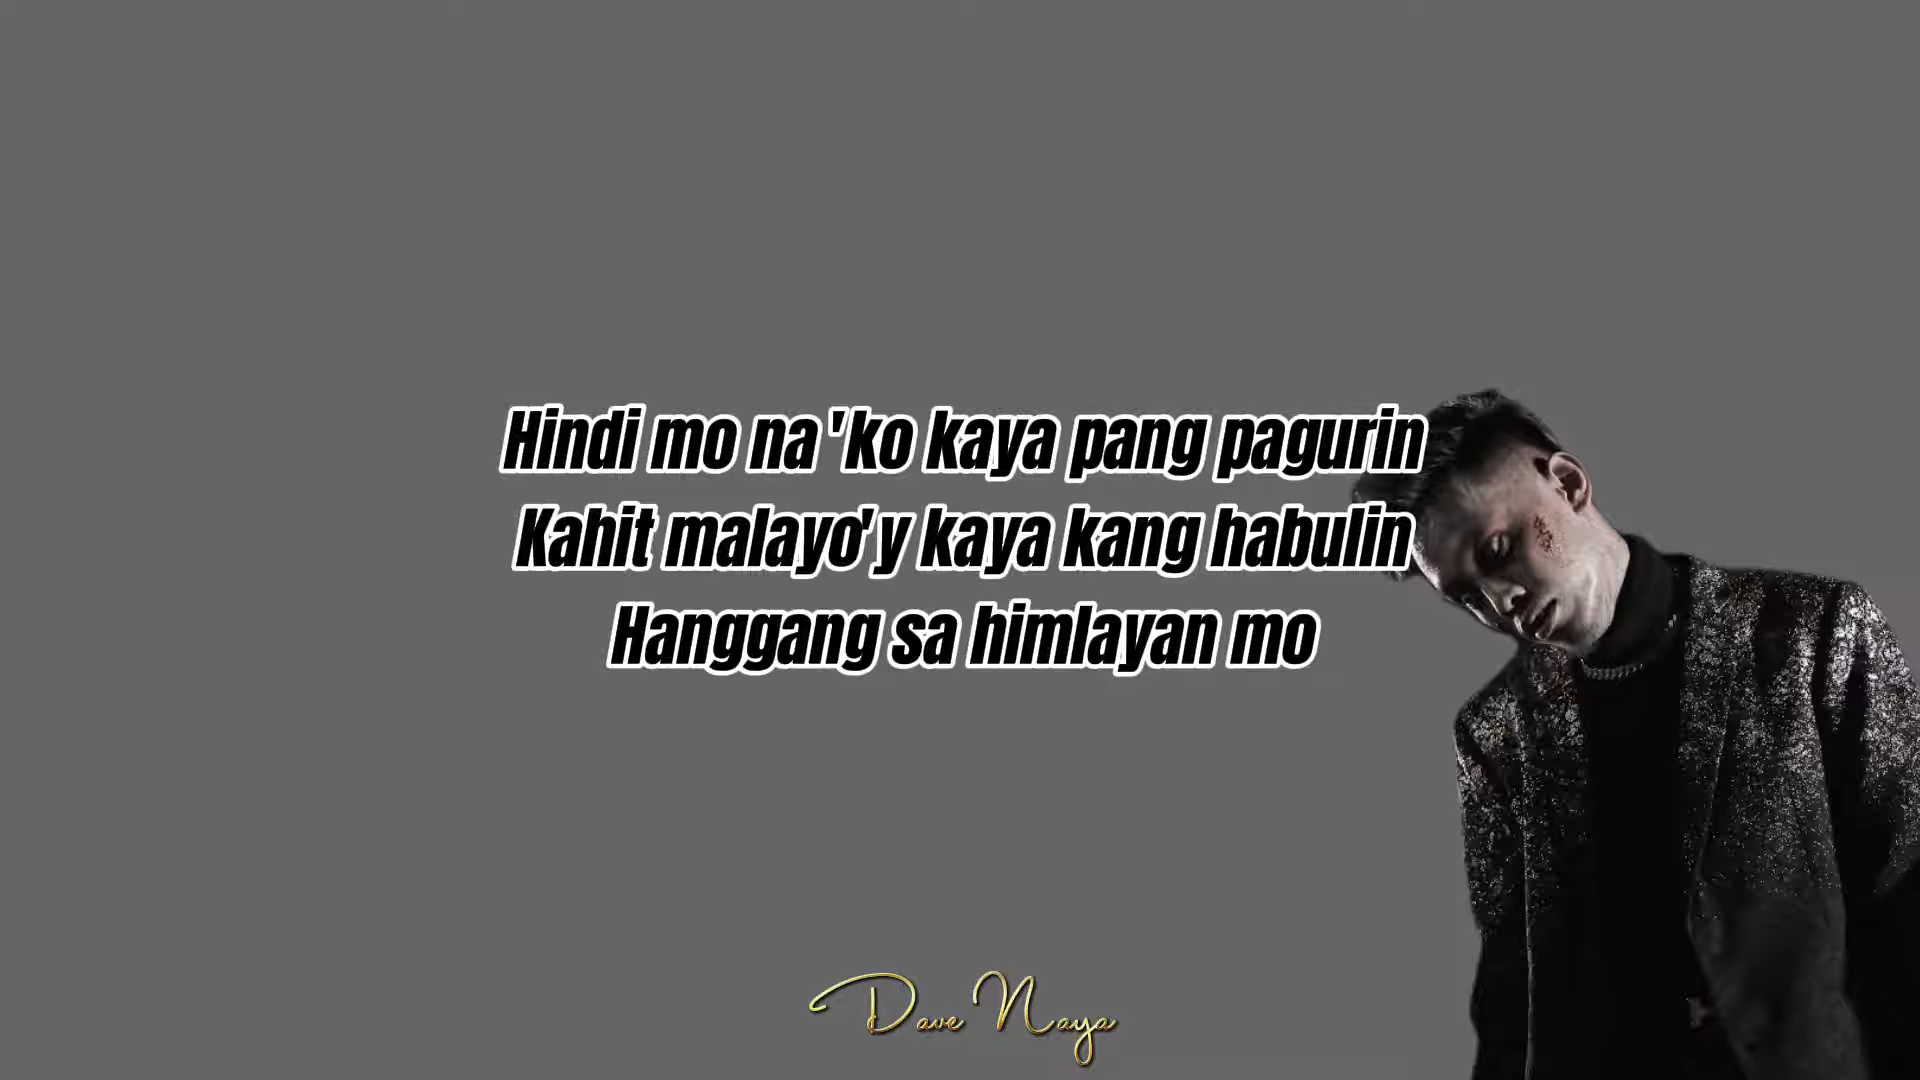 Hindi mo na 'ko kaya pang pagurin
Kahit malayo'y kaya kang habulin
Hanggang sa himlayan mo
Dave Naya